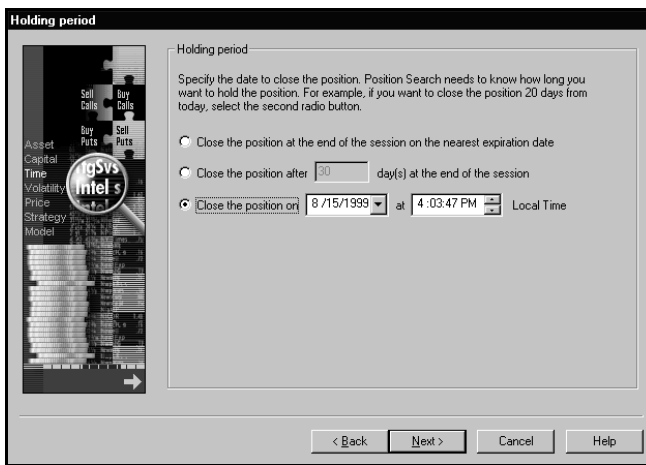 Holding period
Holding period
Specify the date to close the position. Position Search needs to know how long you
want to hold the position. For example, if you want to close the position 20 days from
today, select the second radio button.
Close the position at the end of the session on the nearest expiration date
Close the position after 30 day(s) at the end of the session
Close the position on 8 /15/1999 at 4 :03:47 PM Local Time
Sell Calls
Buy Calls
Buy Puts
Sell Puts
Asset
Capital
Time
Volatility
Price
Strategy
Model
tgSvs
Intel s
< Back
Next >
Cancel
Help